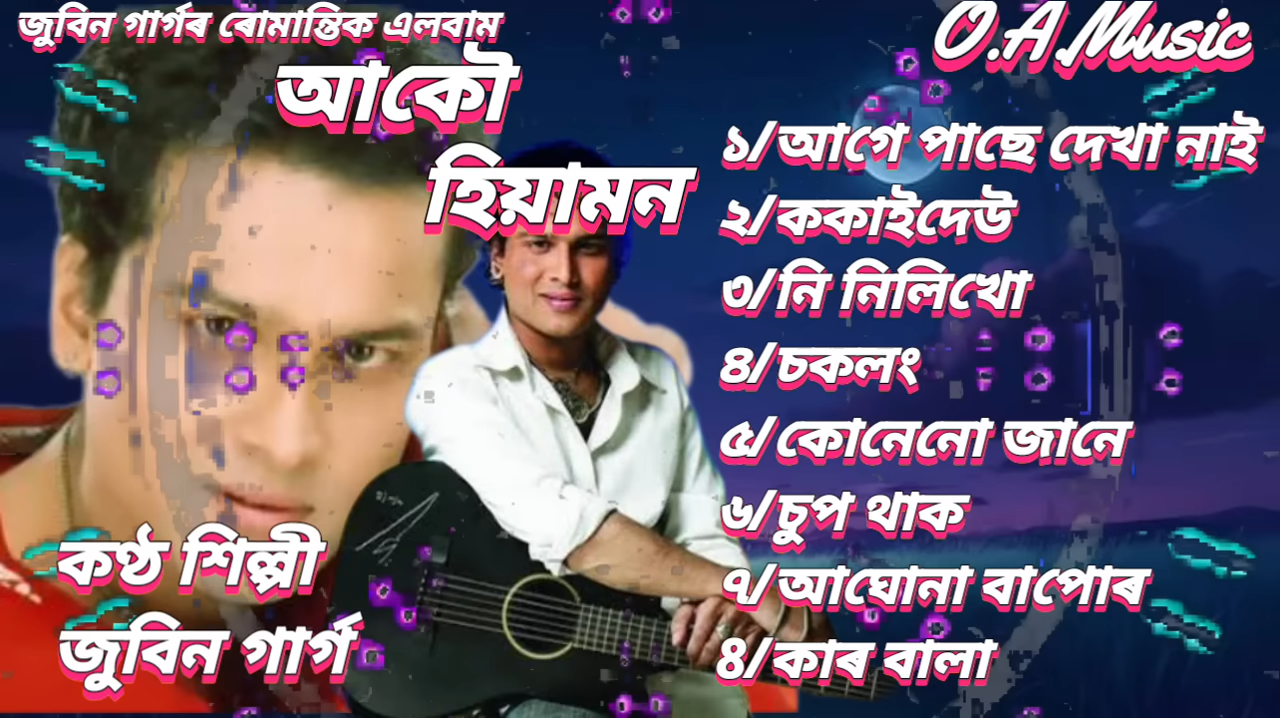 জুবিন গাৰ্গৰ ৰোমান্তিক এলবাম
আকৌ
হিয়ামন
O.A.Music
১/আগে পাছে দেখা নাই
২/ককাইদেউ
৩/নি নিলিখো
৪/চকলং
৫/কোনেনো জানে
৬/চুপ থাক
৭/আঘোনা বাপোৰ
৪/কাৰ বালা
কণ্ঠ শিল্পী
জুবিন গাৰ্গ